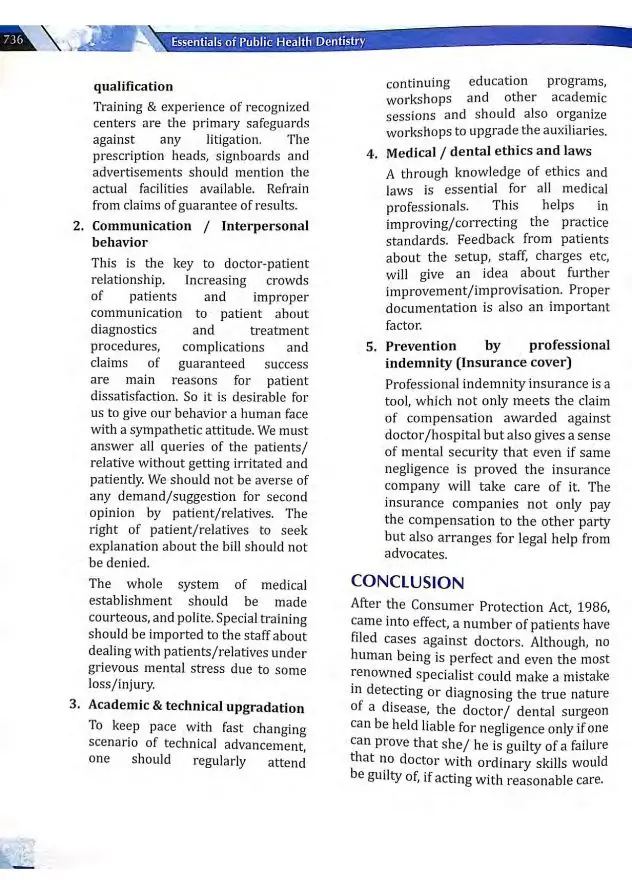 736
Essentials of Public Health Dentistry
qualification
Training & experience of recognized
centers are the primary safeguards
against any litigation. The
prescription heads, signboards and
advertisements should mention the
actual facilities available. Refrain
from claims of guarantee of results.
2. Communication / Interpersonal
behavior
This is the key to doctor-patient
relationship. Increasing crowds
of patients and improper
communication to patient about
diagnostics and treatment
procedures, complications and
claims of guaranteed success
are main reasons for patient
dissatisfaction. So it is desirable for
us to give our behavior a human face
with a sympathetic attitude. We must
answer all queries of the patients/
relative without getting irritated and
patiently. We should not be averse of
any demand/suggestion for second
opinion by patient/relatives. The
right of patient/relatives to seek
explanation about the bill should not
be denied.
The whole system of medical
establishment should be made
courteous, and polite. Special training
should be imported to the staff about
dealing with patients/relatives under
grievous mental stress due to some
loss/injury.
3. Academic & technical upgradation
To keep pace with fast changing
scenario of technical advancement,
one should regularly attend
continuing education programs,
workshops and other academic
sessions and should also organize
workshops to upgrade the auxiliaries.
4. Medical / dental ethics and laws
A through knowledge of ethics and
laws is essential for all medical
professionals. This helps in
improving/correcting the practice
standards. Feedback from patients
about the setup, staff, charges etc,
will give an idea about further
improvement/improvisation. Proper
documentation is also an important
factor.
5. Prevention by professional
indemnity (Insurance cover)
Professional indemnity insurance is a
tool, which not only meets the claim
of compensation awarded against
doctor/hospital but also gives a sense
of mental security that even if same
negligence is proved the insurance
company will take care of it. The
insurance companies not only pay
the compensation to the other party
but also arranges for legal help from
advocates.
CONCLUSION
After the Consumer Protection Act, 1986,
came into effect, a number of patients have
filed cases against doctors. Although, no
human being is perfect and even the most
renowned specialist could make a mistake
in detecting or diagnosing the true nature
of a disease, the doctor/ dental surgeon
can be held liable for negligence only if one
can prove that she/ he is guilty of a failure
that no doctor with ordinary skills would
be guilty of, if acting with reasonable care.